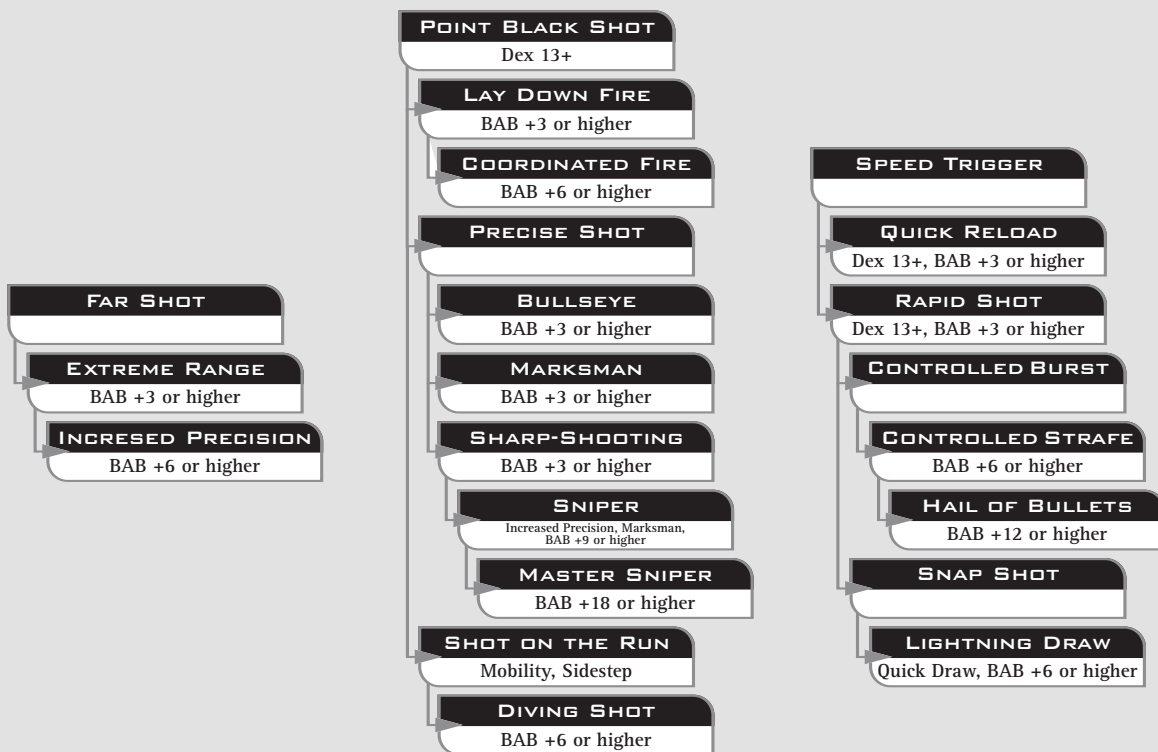 FAR SHOT
EXTREME RANGE
BAB +3 or higher
INCRESED PRECISION
BAB +6 or higher
POINT BLACK SHOT
Dex 13+
LAY DOWN FIRE
BAB +3 or higher
COORDINATED FIRE
BAB +6 or higher
PRECISE SHOT
BULLSEYE
BAB +3 or higher
MARKSMAN
BAB +3 or higher
SHARP-SHOOTING
BAB +3 or higher
SNIPER
Increased Precision, Marksman,
BAB +9 or higher
MASTER SNIPER
BAB +18 or higher
SHOT ON THE RUN
Mobility, Sidestep
DIVING SHOT
BAB +6 or higher
SPEED TRIGGER
QUICK RELOAD
Dex 13+, BAB +3 or higher
RAPID SHOT
Dex 13+, BAB +3 or higher
CONTROLLED BURST
CONTROLLED STRAFE
BAB +6 or higher
HAIL OF BULLETS
BAB +12 or higher
SNAP SHOT
LIGHTNING DRAW
Quick Draw, BAB +6 or higher